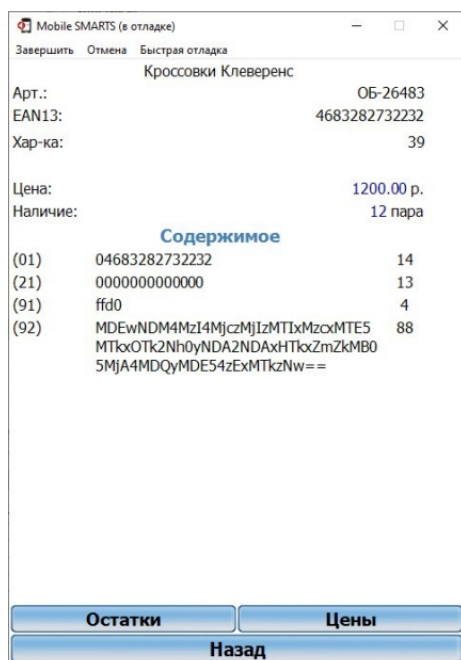 Mobile SMARTS (в отладке)
Завершить Отмена Быстрая отладка
Кроссовки Клеверенс
Арт.: ОБ-26483
EAN13: 4683282732232
Хар-ка: 39
Цена: 1200.00 р.
Наличие: 12 пара
Содержимое
(01) 04683282732232 14
(21) 0000000000000 13
(91) ffd0 4
(92) MDEwNDM4MzI4MjczMjIzMTIxMzcxMTE5 88
MTkxOTk2Nh0yNDA2NDAxHTkxZmZkMB0
5MjA4MDQyMDE54zExMTkzNw==
Остатки Цены
Назад